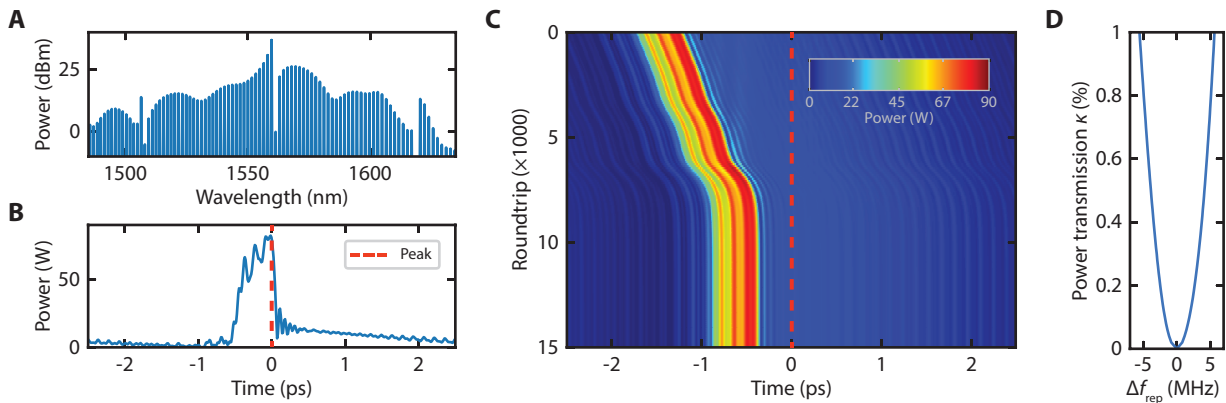 A
Power (dBm)
25
0
1500
1550
1600
Wavelength (nm)
B
Power (W)
50
0
Peak
-2
-1
0
1
2
Time (ps)
C
Roundtrip (×1000)
0
5
10
15
0
22
45
67
90
Power (W)
-2
-1
0
1
2
Time (ps)
D
Power transmission κ (%)
1
0.8
0.6
0.4
0.2
0
-5
0
5
Δfrep (MHz)